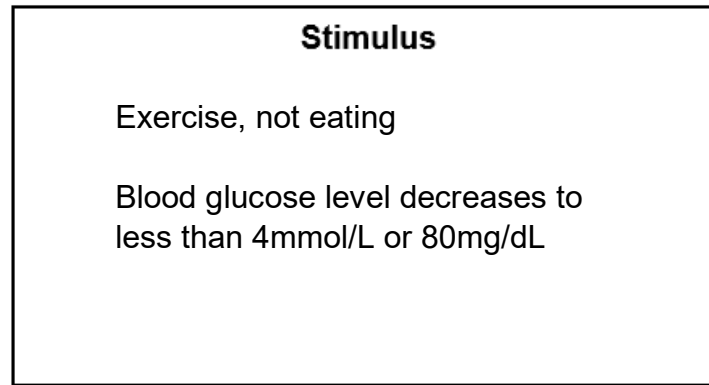 Stimulus
Exercise, not eating
Blood glucose level decreases to
less than 4mmol/L or 80mg/dL